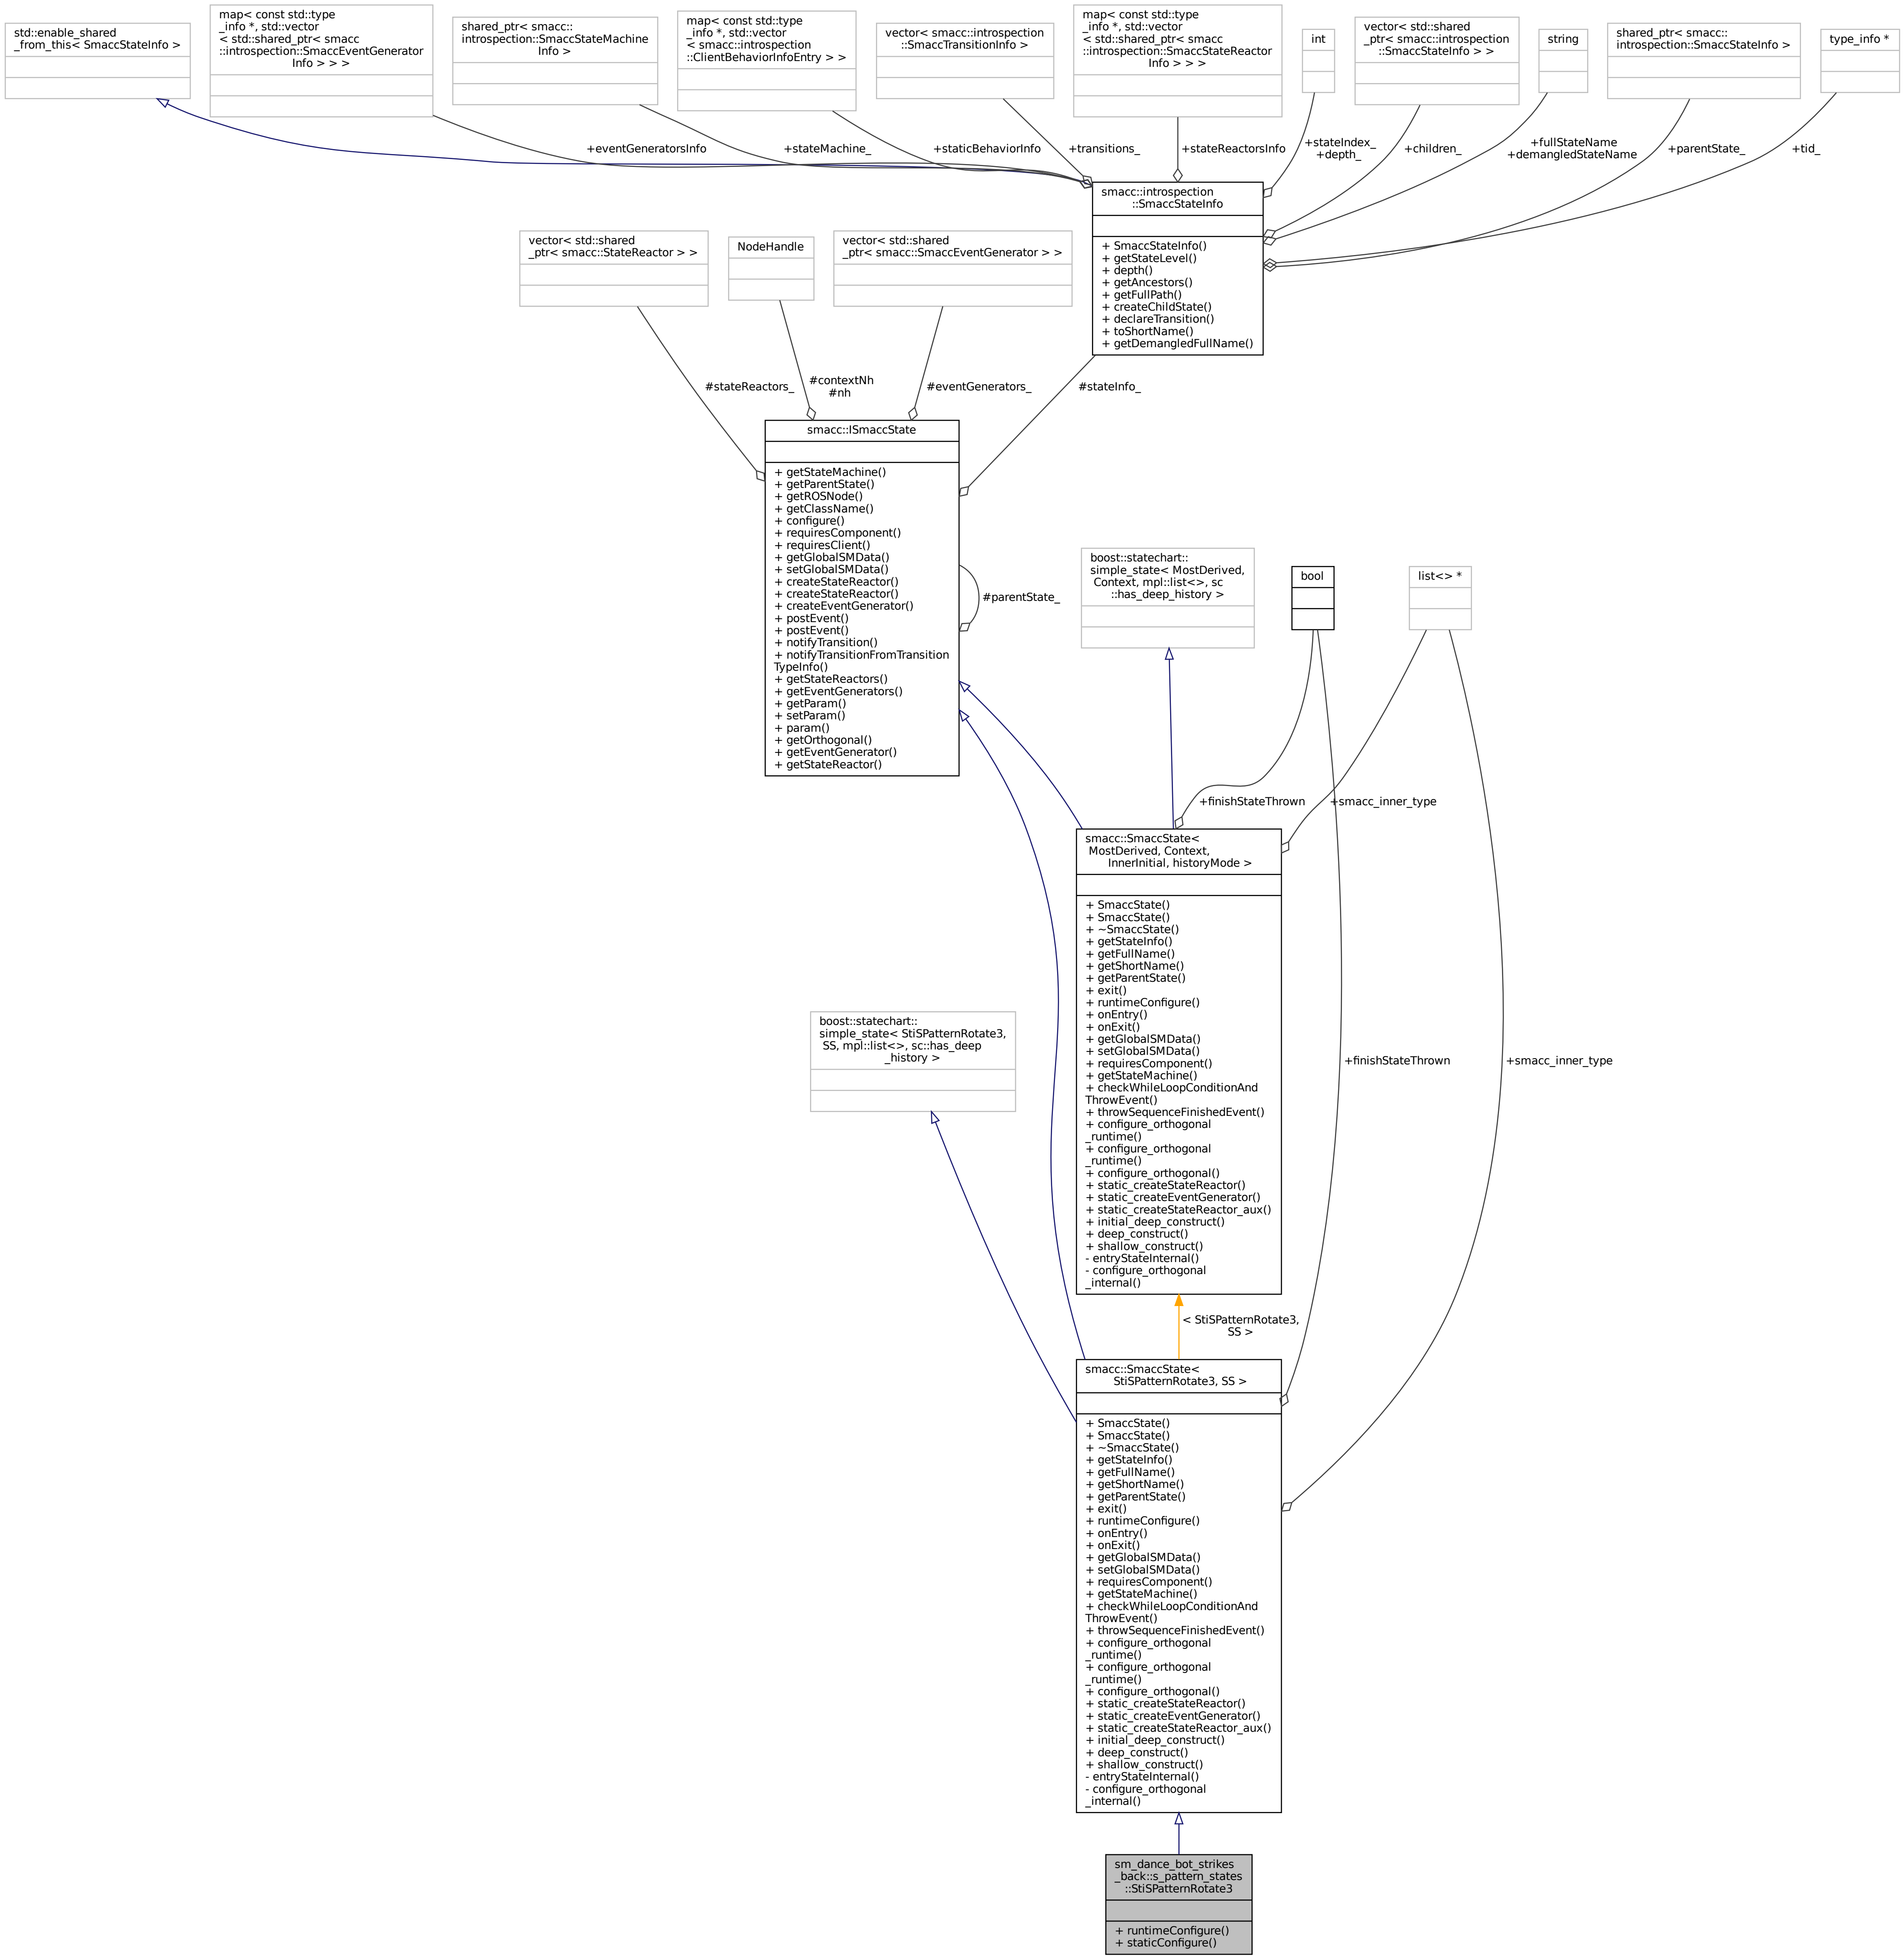 std::enable_shared
_from_this< SmaccStateInfo >
map< const std::type
_info *, std::vector
< std::shared_ptr< smacc
::introspection::SmaccEventGenerator
Info > > >
shared_ptr< smacc::
introspection::SmaccStateMachine
Info >
map< const std::type
_info *, std::vector
< smacc::introspection
::ClientBehaviorInfoEntry > >
vector< smacc::introspection
::SmaccTransitionInfo >
map< const std::type
_info *, std::vector
< std::shared_ptr< smacc
::introspection::SmaccStateReactor
Info > > >
int
vector< std::shared
_ptr< smacc::introspection
::SmaccStateInfo > >
string
shared_ptr< smacc::
introspection::SmaccStateInfo >
type_info *
+eventGeneratorsInfo
+stateMachine_
+staticBehaviorInfo
+transitions_
+stateReactorsInfo
+stateIndex_
+depth_
+children_
+fullStateName
+demangledStateName
+parentState_
+tid_
smacc::introspection
::SmaccStateInfo
+ SmaccStateInfo()
+ getStateLevel()
+ depth()
+ getAncestors()
+ getFullPath()
+ createChildState()
+ declareTransition()
+ toShortName()
+ getDemangledFullName()
vector< std::shared
_ptr< smacc::StateReactor > >
NodeHandle
vector< std::shared
_ptr< smacc::SmaccEventGenerator > >
#stateReactors_
#contextNh
#nh
#eventGenerators_
#stateInfo_
smacc::ISmaccState
+ getStateMachine()
+ getParentState()
+ getROSNode()
+ getClassName()
+ configure()
+ requiresComponent()
+ requiresClient()
+ getGlobalSMData()
+ setGlobalSMData()
+ createStateReactor()
+ createStateReactor()
+ createEventGenerator()
+ postEvent()
+ postEvent()
+ notifyTransition()
+ notifyTransitionFromTransition
TypeInfo()
+ getStateReactors()
+ getEventGenerators()
+ getParam()
+ setParam()
+ param()
+ getOrthogonal()
+ getEventGenerator()
+ getStateReactor()
#parentState_
boost::statechart::
simple_state< MostDerived,
Context, mpl::list<>, sc
::has_deep_history >
bool
list<> *
+finishStateThrown
+smacc_inner_type
smacc::SmaccState<
MostDerived, Context,
InnerInitial, historyMode >
+ SmaccState()
+ SmaccState()
+ ~SmaccState()
+ getStateInfo()
+ getFullName()
+ getShortName()
+ getParentState()
+ exit()
+ runtimeConfigure()
+ onEntry()
+ onExit()
+ getGlobalSMData()
+ setGlobalSMData()
+ requiresComponent()
+ getStateMachine()
+ checkWhileLoopConditionAnd
ThrowEvent()
+ throwSequenceFinishedEvent()
+ configure_orthogonal
_runtime()
+ configure_orthogonal
_runtime()
+ configure_orthogonal()
+ static_createStateReactor()
+ static_createEventGenerator()
+ static_createStateReactor_aux()
+ initial_deep_construct()
+ deep_construct()
+ shallow_construct()
- entryStateInternal()
- configure_orthogonal
_internal()
boost::statechart::
simple_state< StiSPatternRotate3,
SS, mpl::list<>, sc::has_deep
_history >
+finishStateThrown
+smacc_inner_type
< StiSPatternRotate3,
SS >
smacc::SmaccState<
StiSPatternRotate3, SS >
+ SmaccState()
+ SmaccState()
+ ~SmaccState()
+ getStateInfo()
+ getFullName()
+ getShortName()
+ getParentState()
+ exit()
+ runtimeConfigure()
+ onEntry()
+ onExit()
+ getGlobalSMData()
+ setGlobalSMData()
+ requiresComponent()
+ getStateMachine()
+ checkWhileLoopConditionAnd
ThrowEvent()
+ throwSequenceFinishedEvent()
+ configure_orthogonal
_runtime()
+ configure_orthogonal
_runtime()
+ configure_orthogonal()
+ static_createStateReactor()
+ static_createEventGenerator()
+ static_createStateReactor_aux()
+ initial_deep_construct()
+ deep_construct()
+ shallow_construct()
- entryStateInternal()
- configure_orthogonal
_internal()
sm_dance_bot_strikes
_back::s_pattern_states
::StiSPatternRotate3
+ runtimeConfigure()
+ staticConfigure()